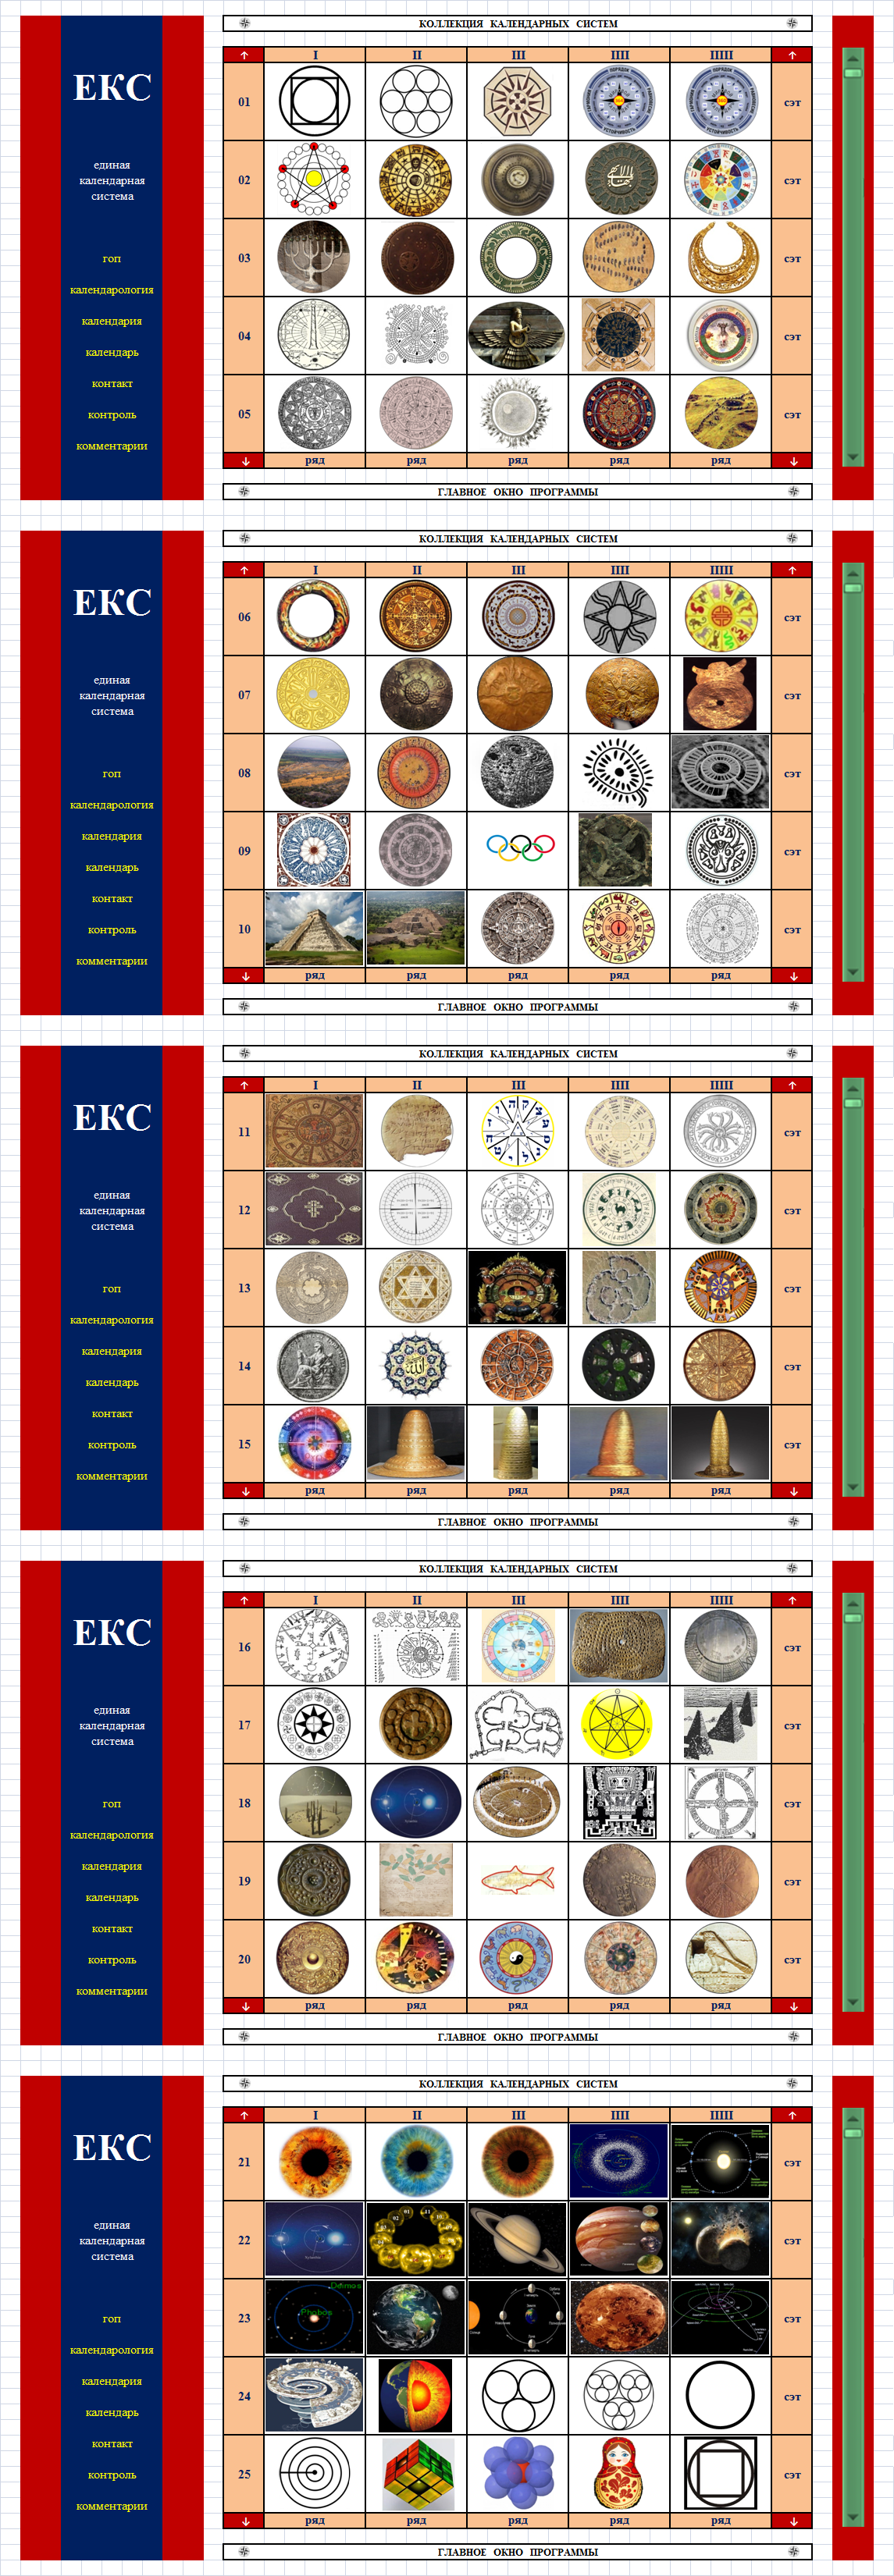 ЕКС
единая
календарная
система
гоп
календарология
календария
календарь
контакт
контроль
комментарии
КОЛЛЕКЦИЯ КАЛЕНДАРНЫХ СИСТЕМ
↑ I II III IIII IIIII ↑
01 сэт
02 сэт
03 сэт
04 сэт
05 сэт
↓ ряд ряд ряд ряд ряд ↓
ГЛАВНОЕ ОКНО ПРОГРАММЫ
ЕКС
единая
календарная
система
гоп
календарология
календария
календарь
контакт
контроль
комментарии
КОЛЛЕКЦИЯ КАЛЕНДАРНЫХ СИСТЕМ
↑ I II III IIII IIIII ↑
06 сэт
07 сэт
08 сэт
09 сэт
10 сэт
↓ ряд ряд ряд ряд ряд ↓
ГЛАВНОЕ ОКНО ПРОГРАММЫ
ЕКС
единая
календарная
система
гоп
календарология
календария
календарь
контакт
контроль
комментарии
КОЛЛЕКЦИЯ КАЛЕНДАРНЫХ СИСТЕМ
↑ I II III IIII IIIII ↑
11 сэт
12 сэт
13 сэт
14 сэт
15 сэт
↓ ряд ряд ряд ряд ряд ↓
ГЛАВНОЕ ОКНО ПРОГРАММЫ
ЕКС
единая
календарная
система
гоп
календарология
календария
календарь
контакт
контроль
комментарии
КОЛЛЕКЦИЯ КАЛЕНДАРНЫХ СИСТЕМ
↑ I II III IIII IIIII ↑
16 сэт
17 сэт
18 сэт
19 сэт
20 сэт
↓ ряд ряд ряд ряд ряд ↓
ГЛАВНОЕ ОКНО ПРОГРАММЫ
ЕКС
единая
календарная
система
гоп
календарология
календария
календарь
контакт
контроль
комментарии
КОЛЛЕКЦИЯ КАЛЕНДАРНЫХ СИСТЕМ
↑ I II III IIII IIIII ↑
21 сэт
22 сэт
Deimos
Phobos
23 сэт
24 сэт
25 сэт
↓ ряд ряд ряд ряд ряд ↓
ГЛАВНОЕ ОКНО ПРОГРАММЫ